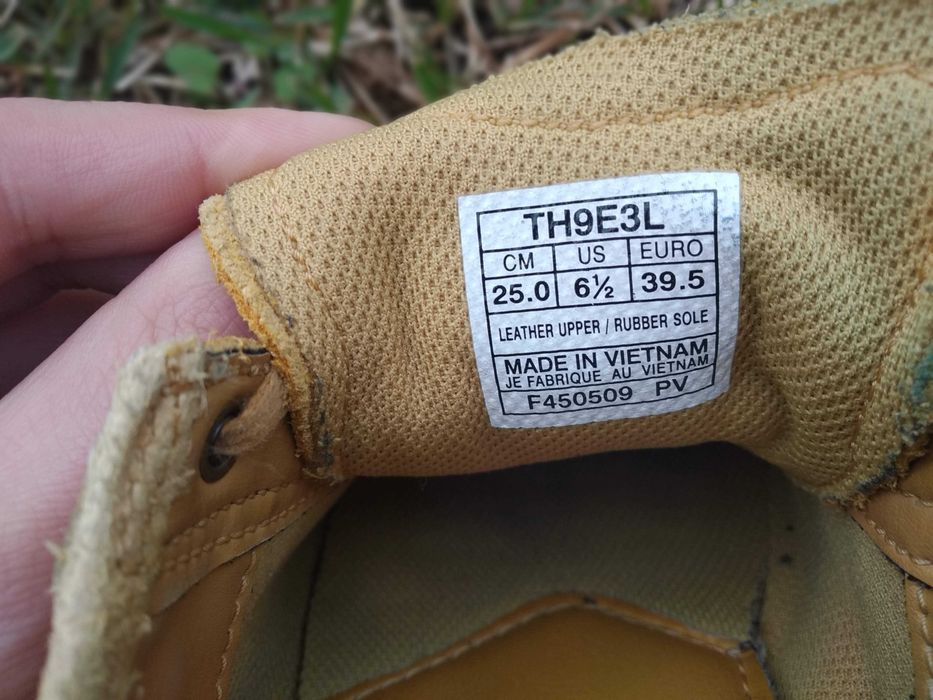 TH9E3L
CM US EURO
25.0 6½ 39.5
LEATHER UPPER / RUBBER SOLE
MADE IN VIETNAM
JE FABRIQUE AU VIETNAM
F450509 PV